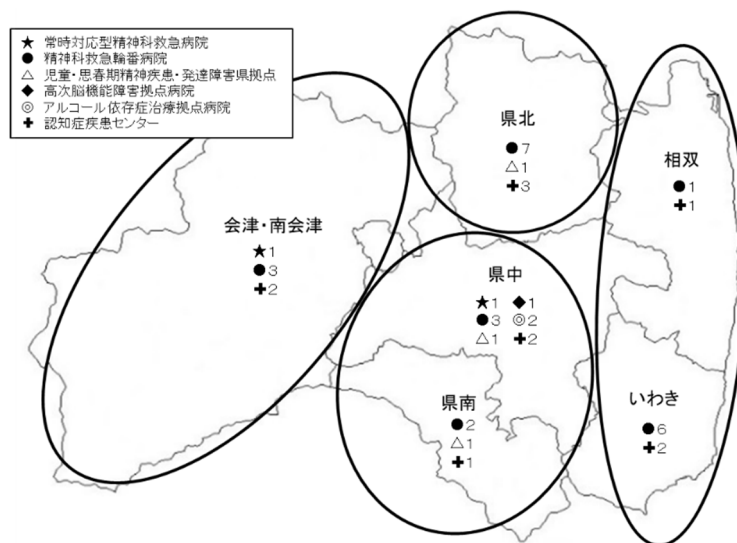 ★ 常時対応型精神科救急病院
● 精神科救急輪番病院
△ 児童・思春期精神疾患・発達障害県拠点
◆ 高次脳機能障害拠点病院
◎ アルコール依存症治療拠点病院
✚ 認知症疾患センター
県北
●7
△1
✚3
相双
●1
✚1
会津・南会津
★1
●3
✚2
県中
★1 ◆1
●3 ◎2
△1 ✚2
県南
●2
△1
✚1
いわき
●6
✚2